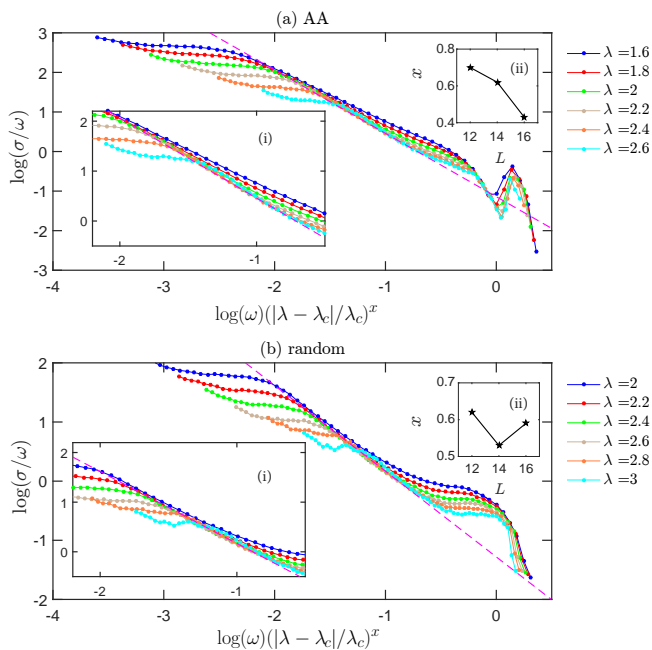 (a) AA
3
2
1
0
-1
-2
-3
-4
-3
-2
-1
0
log(σ/ω)
log(ω)(|λ − λ_c|/λ_c)^x
(i)
2
1
0
-2
-1
(ii)
x
0.8
0.6
0.4
12
14
16
L
λ =1.6
λ =1.8
λ =2
λ =2.2
λ =2.4
λ =2.6
(b) random
2
1
0
-1
-2
-4
-3
-2
-1
0
log(σ/ω)
log(ω)(|λ − λ_c|/λ_c)^x
(i)
2
1
0
-2
-1
(ii)
x
0.7
0.6
0.5
12
14
16
L
λ =2
λ =2.2
λ =2.4
λ =2.6
λ =2.8
λ =3